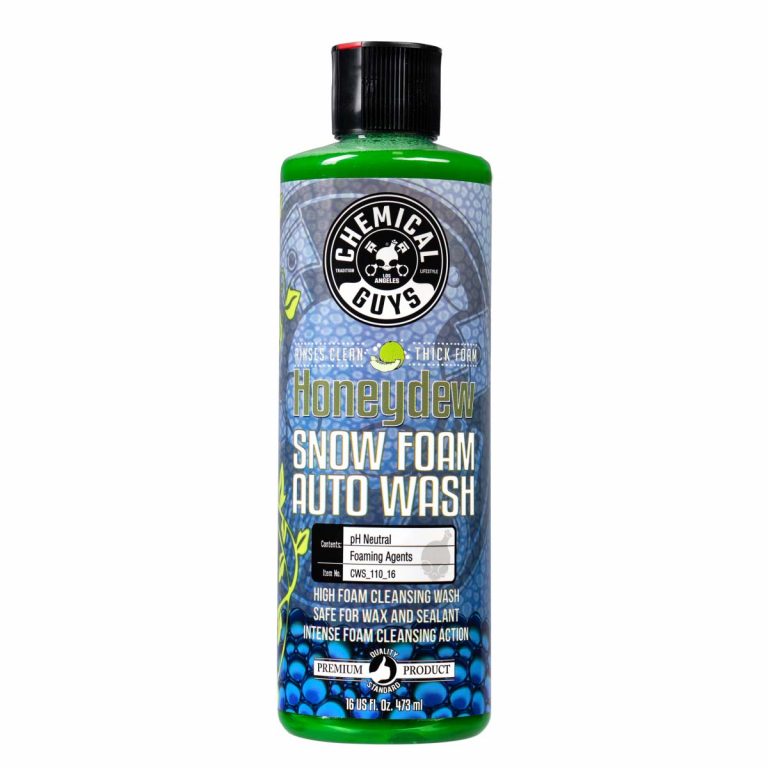 CHEMICAL
TRADITION LOS ANGELES LIFESTYLE
GUYS
RINSES CLEAN THICK FOAM
Honeydew
SNOW FOAM
AUTO WASH
Contents: pH Neutral
Foaming Agents
Item No. CWS_110_16
HIGH FOAM CLEANSING WASH
SAFE FOR WAX AND SEALANT
INTENSE FOAM CLEANSING ACTION
QUALITY
PREMIUM PRODUCT
STANDARD
16 US fl. Oz. 473 ml